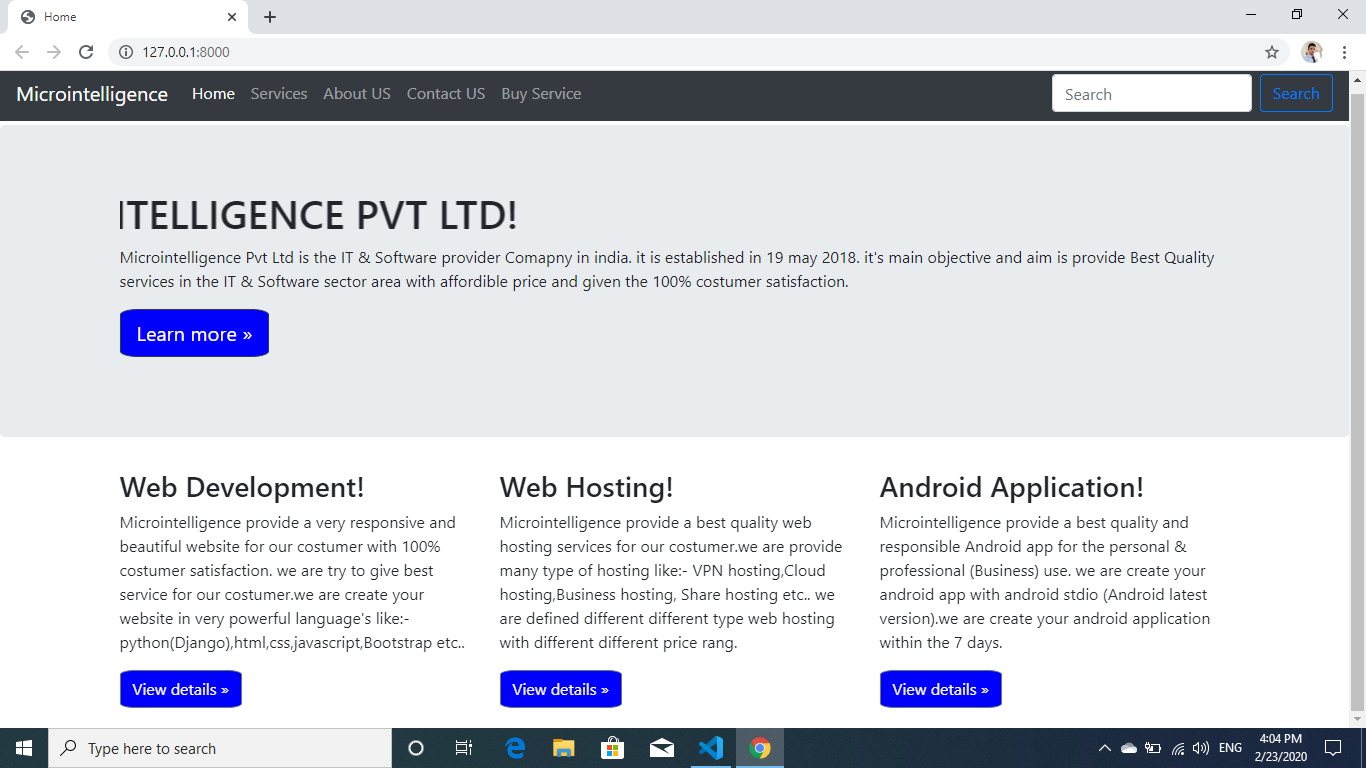 Home
127.0.0.1:8000
Microintelligence Home Services About US Contact US Buy Service Search Search
ITELLIGENCE PVT LTD!
Microintelligence Pvt Ltd is the IT & Software provider Comapny in india. it is established in 19 may 2018. it's main objective and aim is provide Best Quality
services in the IT & Software sector area with affordable price and given the 100% costumer satisfaction.
Learn more »
Web Development!
Microintelligence provide a very responsive and
beautiful website for our costumer with 100%
costumer satisfaction. we are try to give best
service for our costumer.we are create your
website in very powerful language's like:-
python(Django),html,css,javascript,Bootstrap etc..
View details »
Web Hosting!
Microintelligence provide a best quality web
hosting services for our costumer.we are provide
many type of hosting like:- VPN hosting,Cloud
hosting,Business hosting, Share hosting etc.. we
are defined different different type web hosting
with different different price rang.
View details »
Android Application!
Microintelligence provide a best quality and
responsible Android app for the personal &
professional (Business) use. we are create your
android app with android stdio (Android latest
version).we are create your android application
within the 7 days.
View details »
Type here to search
ENG
4:04 PM
2/23/2020